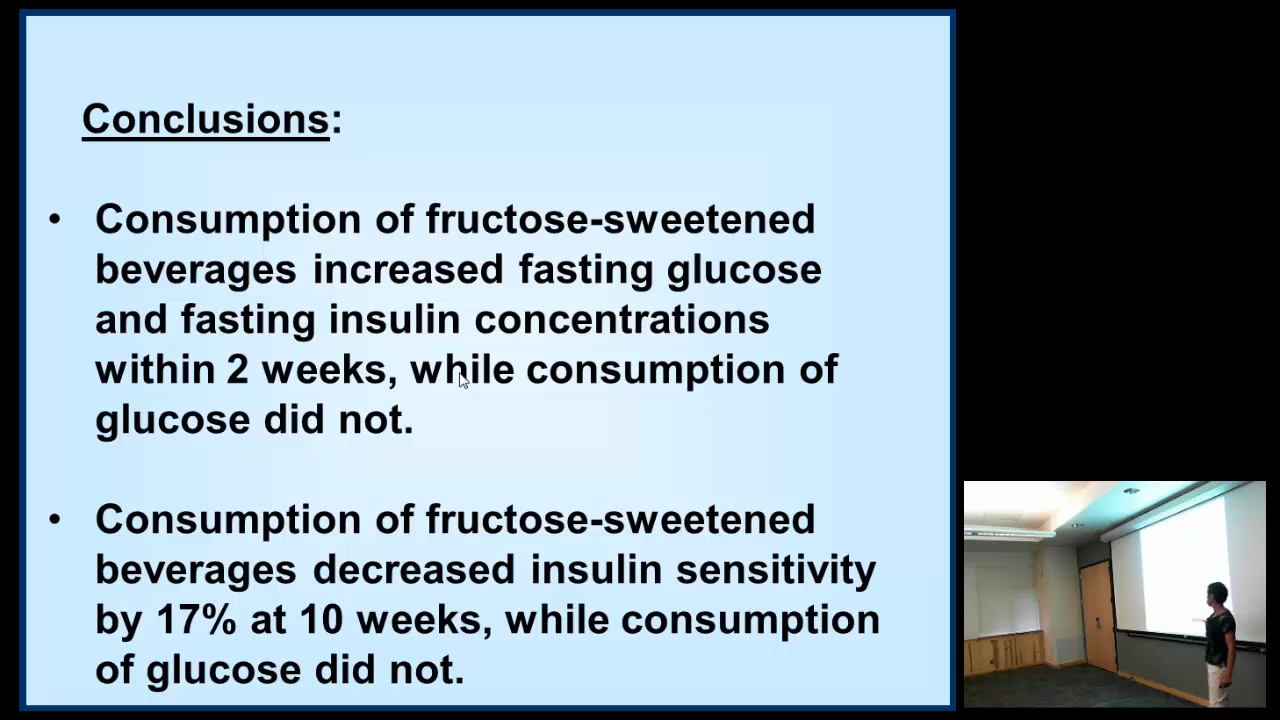 Conclusions:
• Consumption of fructose-sweetened
beverages increased fasting glucose
and fasting insulin concentrations
within 2 weeks, while consumption of
glucose did not.
• Consumption of fructose-sweetened
beverages decreased insulin sensitivity
by 17% at 10 weeks, while consumption
of glucose did not.